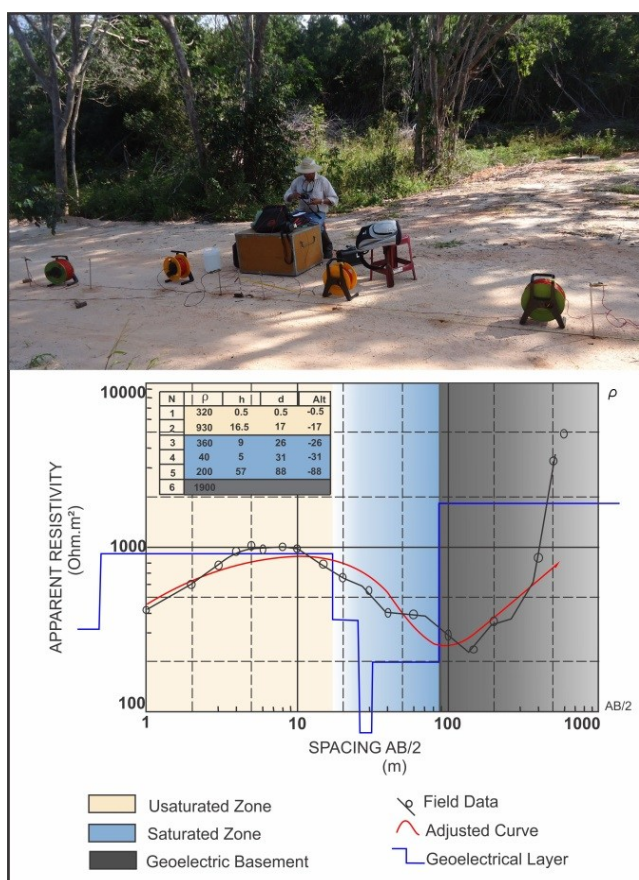 10000
N ρ h d Alt
1 320 0.5 0.5 -0.5
2 930 16.5 17 -17
3 360 9 26 -26
4 40 5 31 -31
5 200 57 88 -88
6 1900
ρ
APPARENT RESISTIVITY
(Ohm.m²)
1000
100
1 10 100 1000
AB/2
SPACING AB/2
(m)
Usaturated Zone
Saturated Zone
Geoelectric Basement
Field Data
Adjusted Curve
Geoelectrical Layer